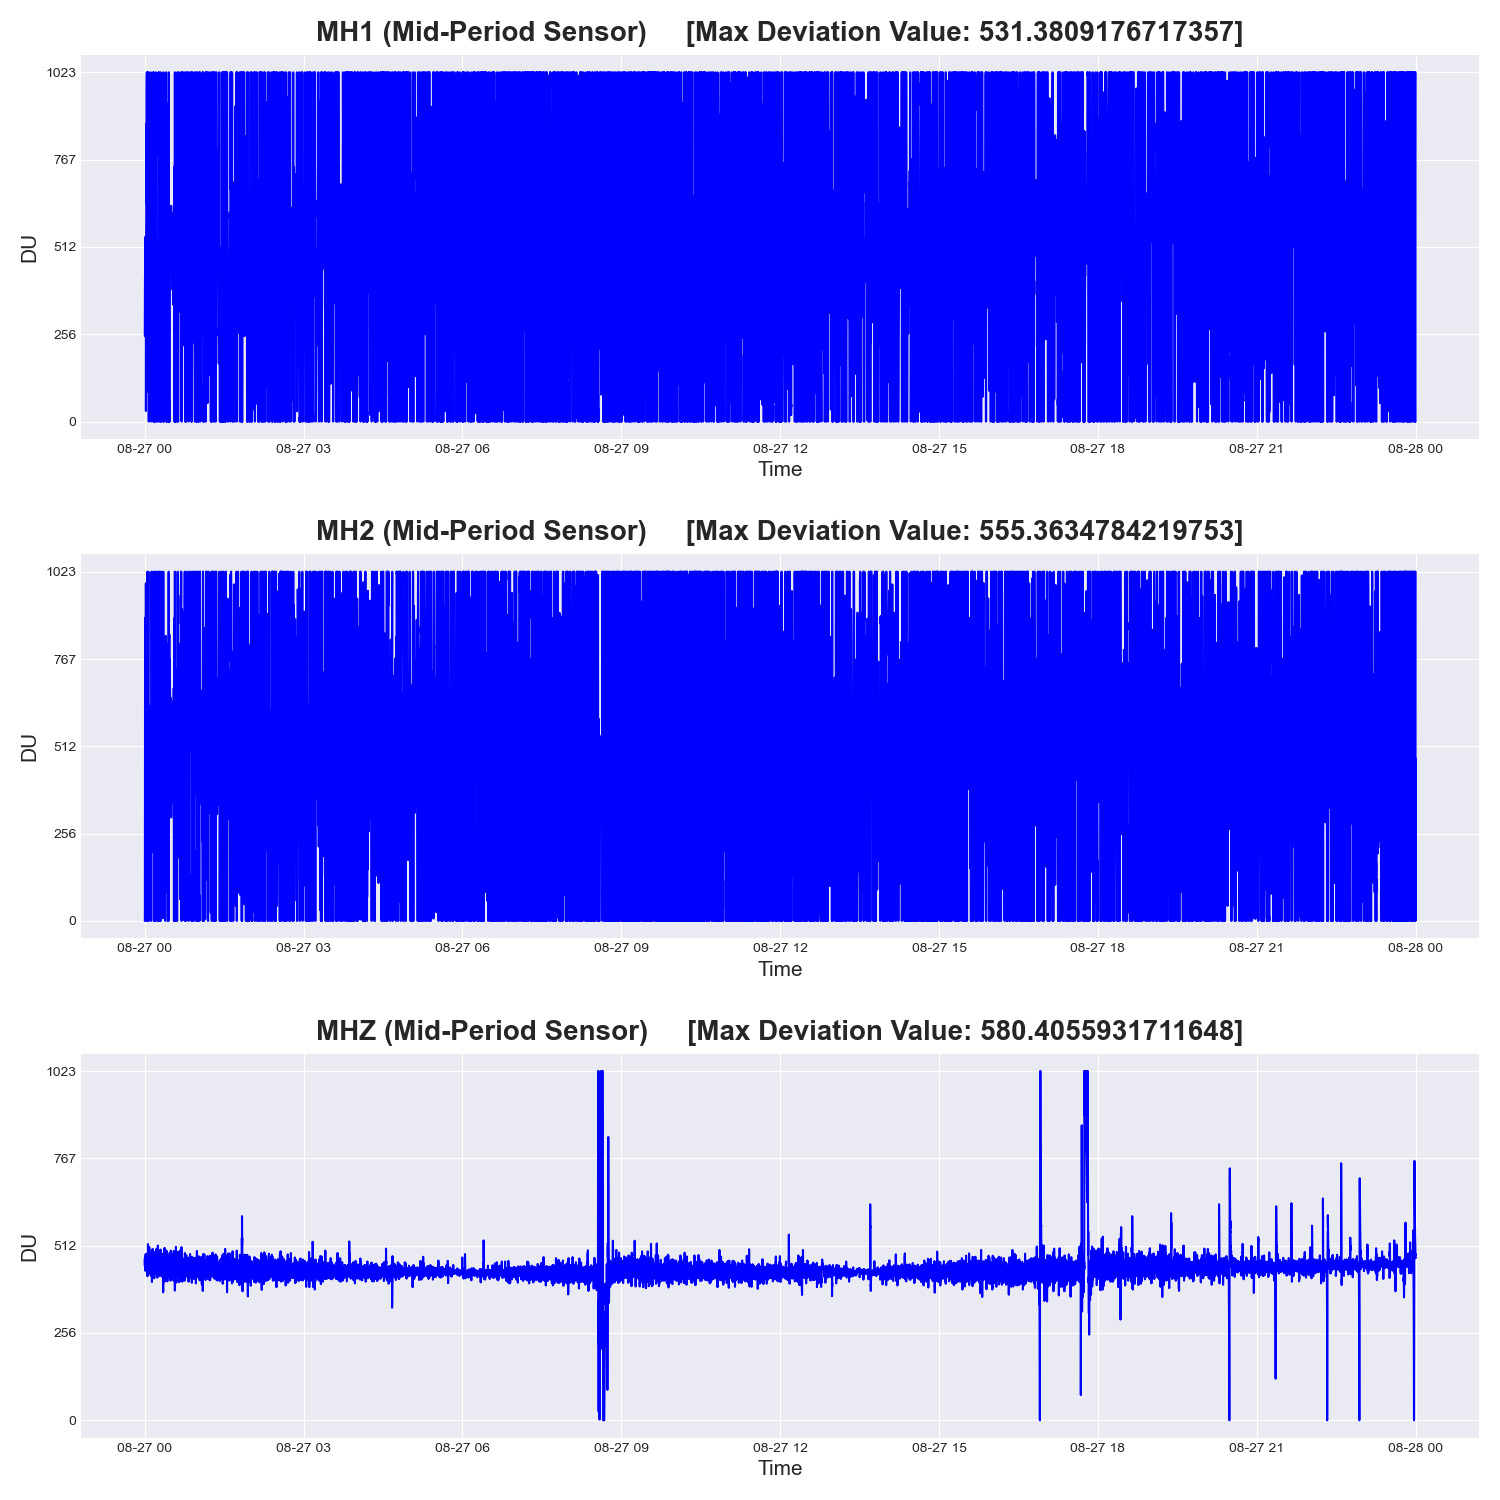 MH1 (Mid-Period Sensor) [Max Deviation Value: 531.3809176717357]
1023
767
512
256
0
DU
08-27 00 08-27 03 08-27 06 08-27 09 08-27 12 08-27 15 08-27 18 08-27 21 08-28 00
Time
MH2 (Mid-Period Sensor) [Max Deviation Value: 555.3634784219753]
1023
767
512
256
0
DU
08-27 00 08-27 03 08-27 06 08-27 09 08-27 12 08-27 15 08-27 18 08-27 21 08-28 00
Time
MHZ (Mid-Period Sensor) [Max Deviation Value: 580.4055931711648]
1023
767
512
256
0
DU
08-27 00 08-27 03 08-27 06 08-27 09 08-27 12 08-27 15 08-27 18 08-27 21 08-28 00
Time